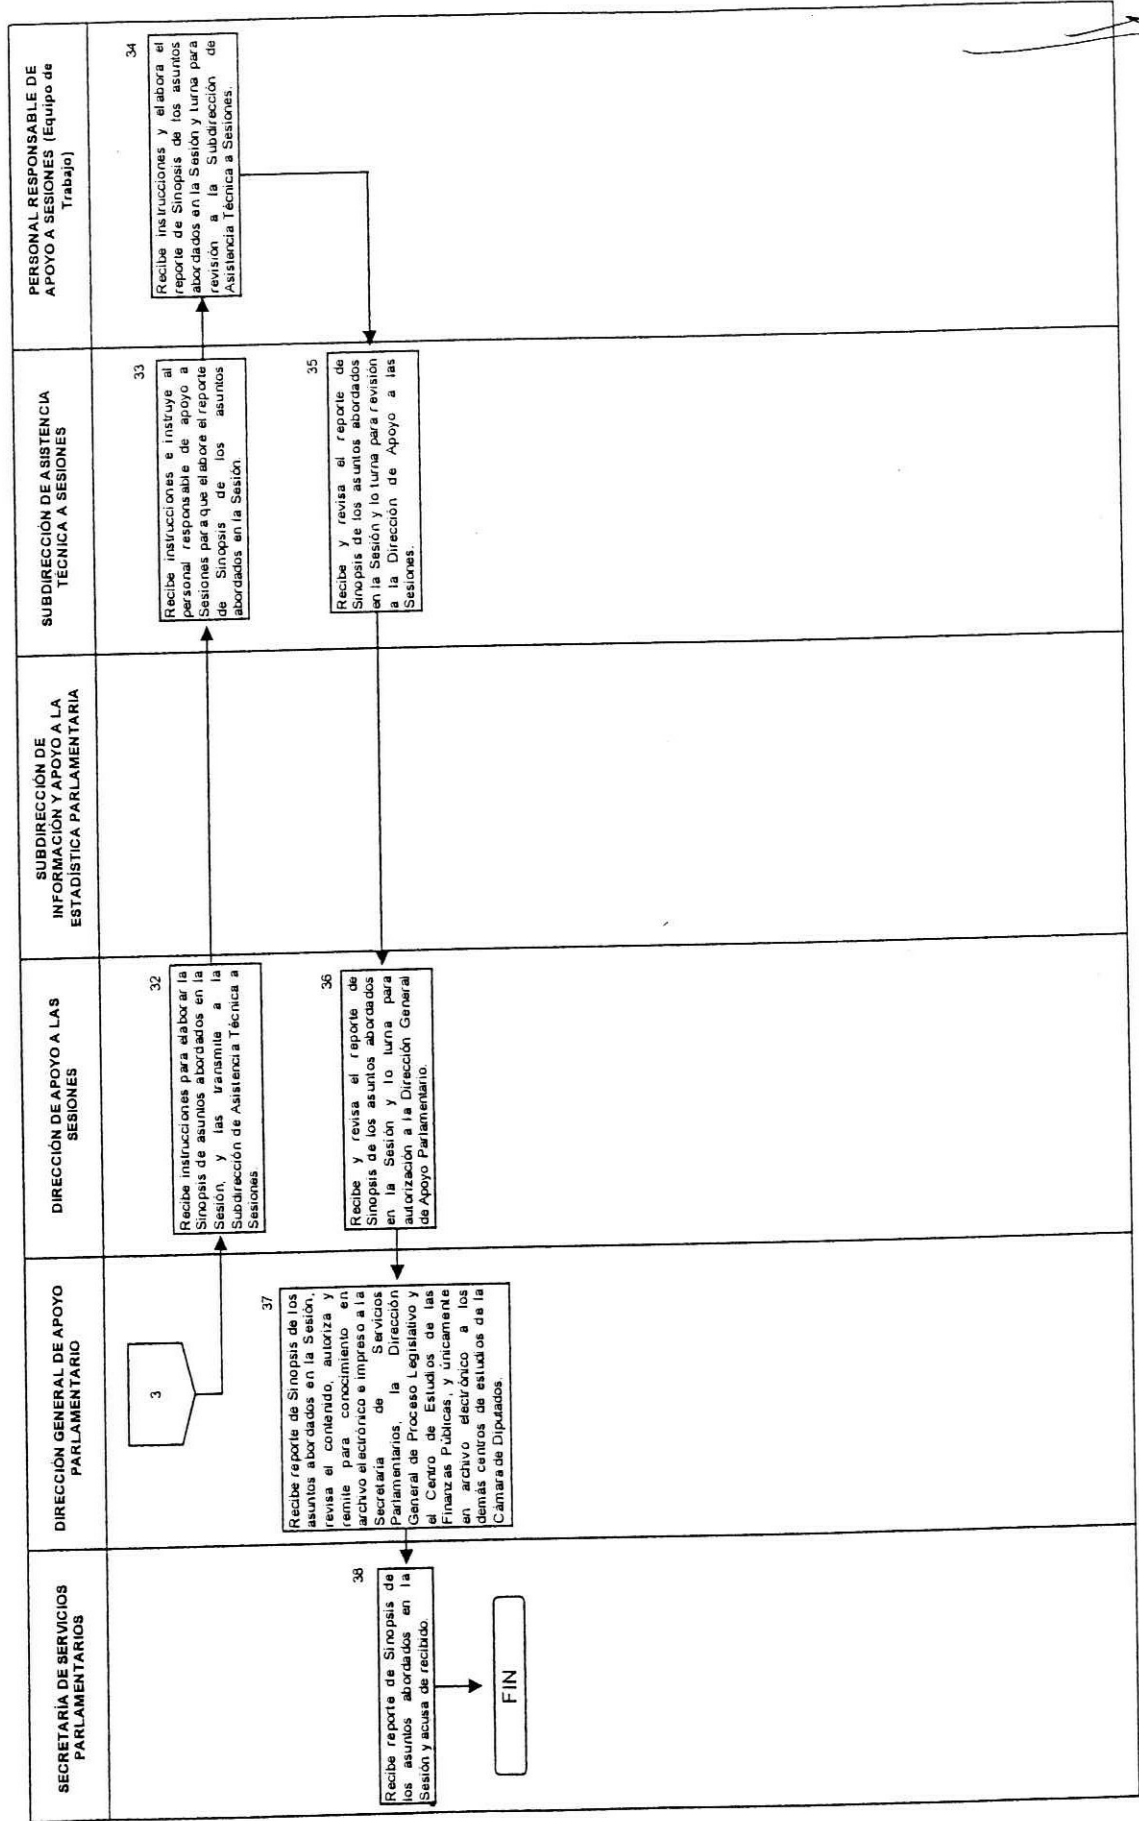 SECRETARÍA DE SERVICIOS
PARLAMENTARIOS
DIRECCIÓN GENERAL DE APOYO
PARLAMENTARIO
DIRECCIÓN DE APOYO A LAS
SESIONES
SUBDIRECCIÓN DE
INFORMACIÓN Y APOYO A LA
ESTADÍSTICA PARLAMENTARIA
SUBDIRECCIÓN DE ASISTENCIA
TÉCNICA A SESIONES
PERSONAL RESPONSABLE DE
APOYO A SESIONES (Equipo de
Trabajo)
3
32
Recibe instrucciones para elaborar la
Sinopsis de asuntos abordados en la
Sesión, y las transmite a la
Subdirección de Asistencia Técnica a
Sesiones.
33
Recibe instrucciones e instruye al
personal responsable de apoyo a
Sesiones para que elabore el reporte
de Sinopsis de los asuntos
abordados en la Sesión.
34
Recibe instrucciones y elabora el
reporte de Sinopsis de los asuntos
abordados en la Sesión y turna para
revisión a la Subdirección de
Asistencia Técnica a Sesiones.
35
Recibe y revisa el reporte de
Sinopsis de los asuntos abordados
en la Sesión y lo turna para revisión
a la Dirección de Apoyo a las
Sesiones.
36
Recibe y revisa el reporte de
Sinopsis de los asuntos abordados
en la Sesión y lo turna para
autorización a la Dirección General
de Apoyo Parlamentario.
37
Recibe reporte de Sinopsis de los
asuntos abordados en la Sesión,
revisa el contenido, autoriza y
remite para conocimiento en
archivo electrónico e impreso a la
Secretaría de Servicios
Parlamentarios, la Dirección
General de Proceso Legislativo y
el Centro de Estudios de las
Finanzas Públicas, y únicamente
en archivo electrónico a los
demás centros de estudios de la
Cámara de Diputados.
38
Recibe reporte de Sinopsis de
los asuntos abordados en la
Sesión y acusa de recibido.
FIN